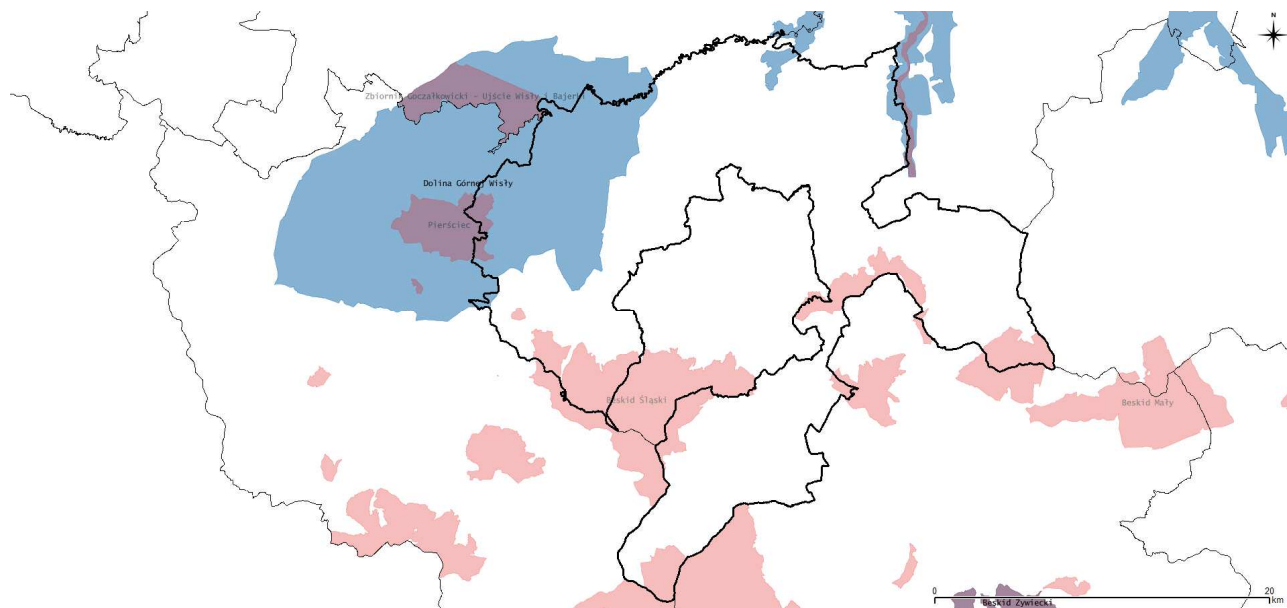 N
Zbiornik Goczałkowicki - Ujście Wisły i Bajerki
Dolina Górnej Wisły
Pierściec
Beskid Śląski
Beskid Mały
0
20
km
Beskid Żywiecki